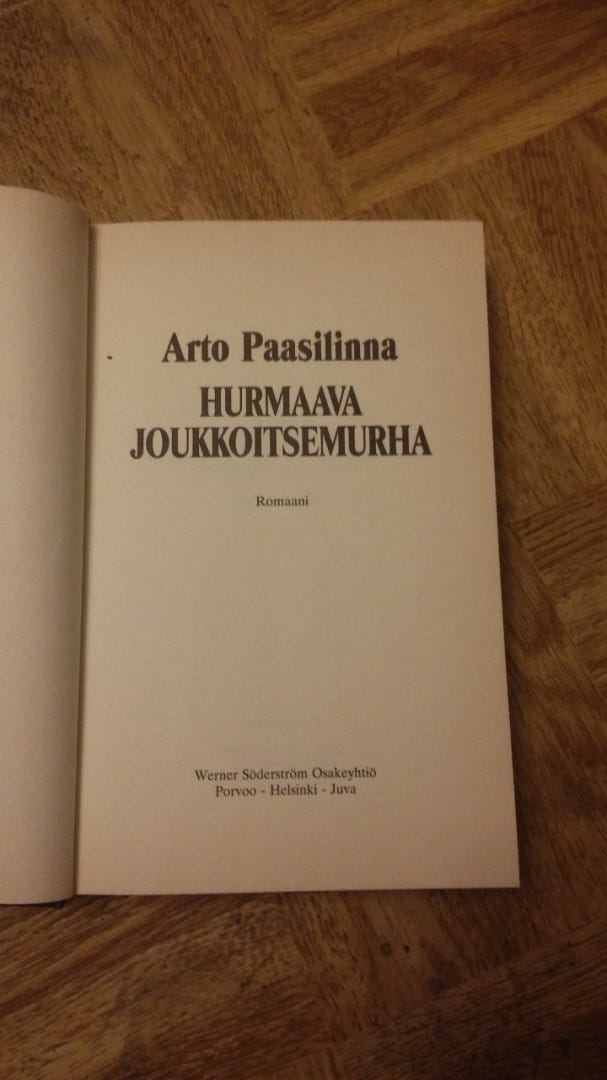 Arto Paasilinna
HURMAAVA
JOUKKOITSEMURHA
Romaani
Werner Söderström Osakeyhtiö
Porvoo - Helsinki - Juva